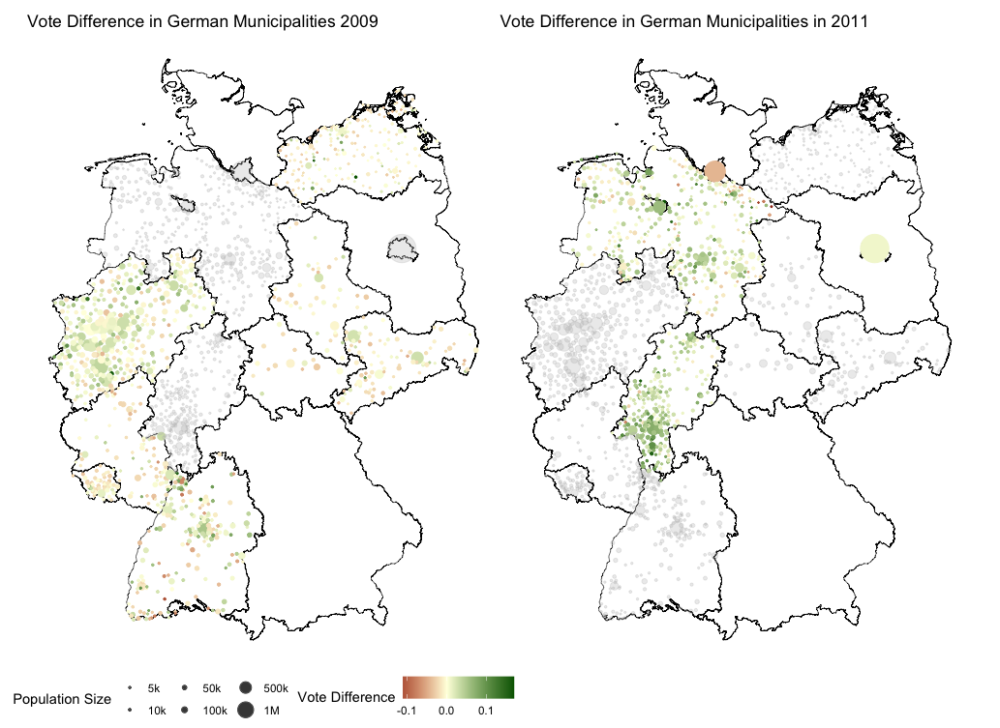 Vote Difference in German Municipalities 2009
Vote Difference in German Municipalities in 2011
Population Size
5k
50k
500k
10k
100k
1M
Vote Difference
-0.1
0.0
0.1